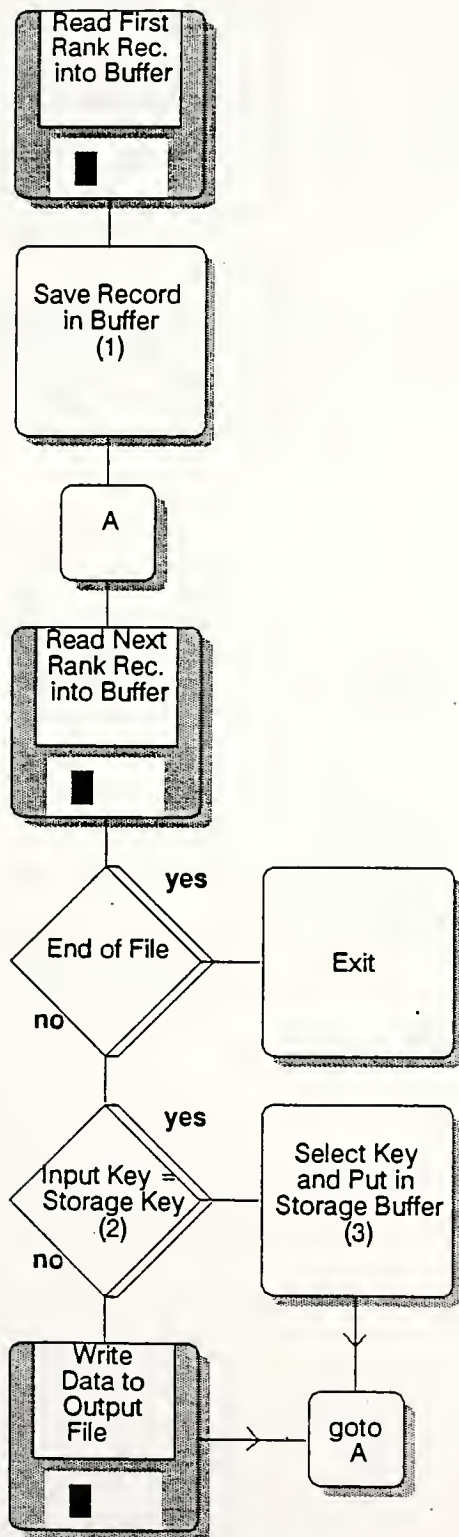 Read First
Rank Rec.
into Buffer
Save Record
in Buffer
(1)
A
Read Next
Rank Rec.
into Buffer
yes
End of File
Exit
no
yes
Input Key =
Storage Key
(2)
Select Key
and Put in
Storage Buffer
(3)
no
Write
Data to
Output
File
goto
A